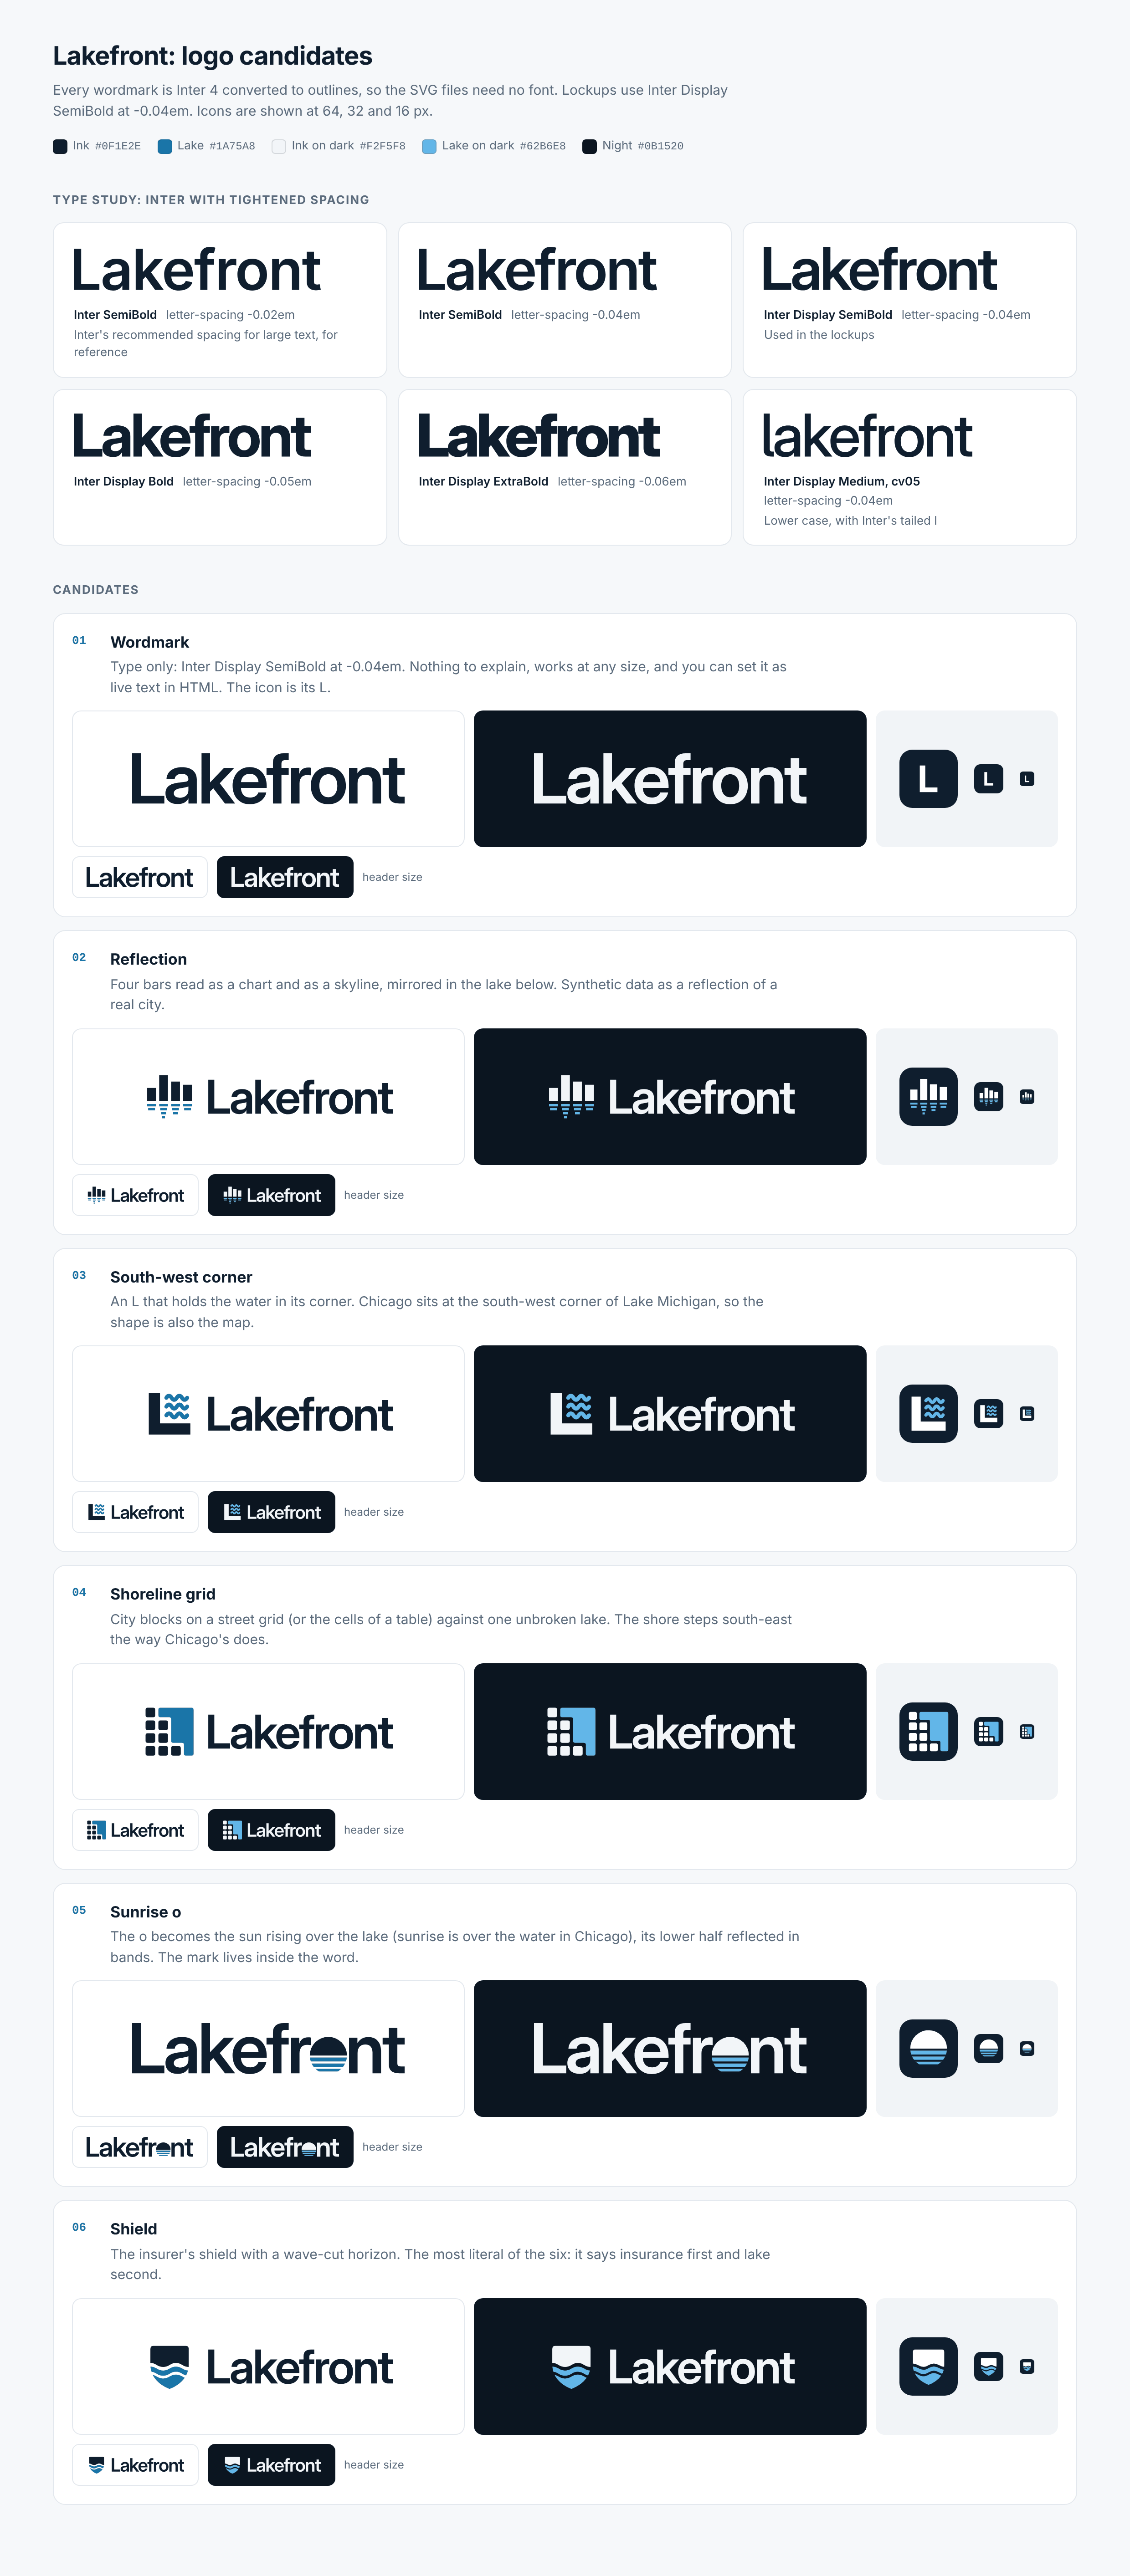 Lakefront: logo candidates
Every wordmark is Inter 4 converted to outlines, so the SVG files need no font. Lockups use Inter Display
SemiBold at -0.04em. Icons are shown at 64, 32 and 16 px.
Ink #0F1E2E Lake #1A75A8 Ink on dark #F2F5F8 Lake on dark #62B6E8 Night #0B1520
TYPE STUDY: INTER WITH TIGHTENED SPACING
Lakefront
Inter SemiBold letter-spacing -0.02em
Inter's recommended spacing for large text, for
reference
Lakefront
Inter SemiBold letter-spacing -0.04em
Lakefront
Inter Display SemiBold letter-spacing -0.04em
Used in the lockups
Lakefront
Inter Display Bold letter-spacing -0.05em
Lakefront
Inter Display ExtraBold letter-spacing -0.06em
lakefront
Inter Display Medium, cv05
letter-spacing -0.04em
Lower case, with Inter's tailed l
CANDIDATES
01 Wordmark
Type only: Inter Display SemiBold at -0.04em. Nothing to explain, works at any size, and you can set it as
live text in HTML. The icon is its L.
Lakefront Lakefront L L L
Lakefront Lakefront header size
02 Reflection
Four bars read as a chart and as a skyline, mirrored in the lake below. Synthetic data as a reflection of a
real city.
Lakefront Lakefront
Lakefront Lakefront header size
03 South-west corner
An L that holds the water in its corner. Chicago sits at the south-west corner of Lake Michigan, so the
shape is also the map.
Lakefront Lakefront
Lakefront Lakefront header size
04 Shoreline grid
City blocks on a street grid (or the cells of a table) against one unbroken lake. The shore steps south-east
the way Chicago's does.
Lakefront Lakefront
Lakefront Lakefront header size
05 Sunrise o
The o becomes the sun rising over the lake (sunrise is over the water in Chicago), its lower half reflected in
bands. The mark lives inside the word.
Lakefront Lakefront
Lakefront Lakefront header size
06 Shield
The insurer's shield with a wave-cut horizon. The most literal of the six: it says insurance first and lake
second.
Lakefront Lakefront
Lakefront Lakefront header size